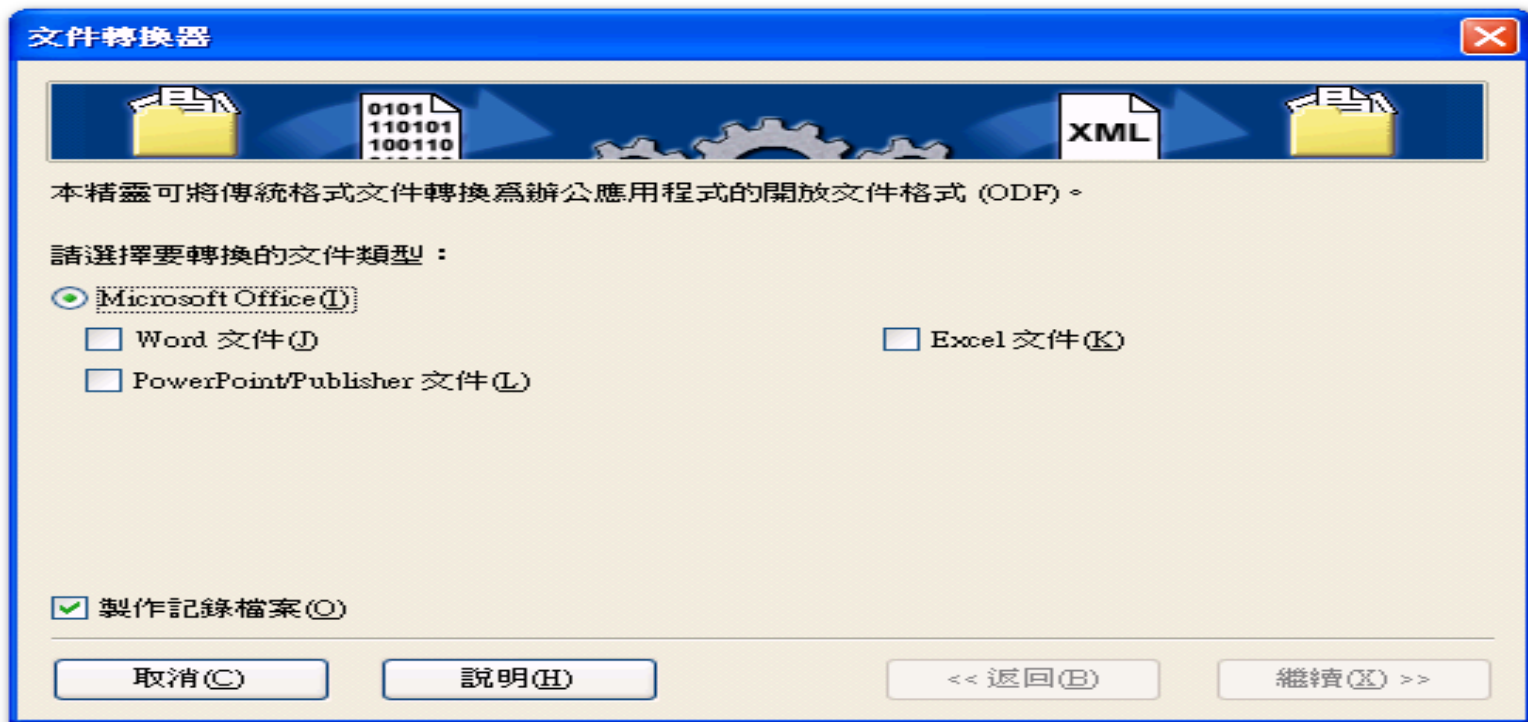 文件轉換器
0101
110101
100110
XML
本精靈可將傳統格式文件轉換為辦公應用程式的開放文件格式 (ODF)。
請選擇要轉換的文件類型：
Microsoft Office(I)
Word 文件(J)
Excel 文件(K)
PowerPoint/Publisher 文件(L)
製作記錄檔案(O)
取消(C)
說明(H)
<< 返回(B)
繼續(X) >>